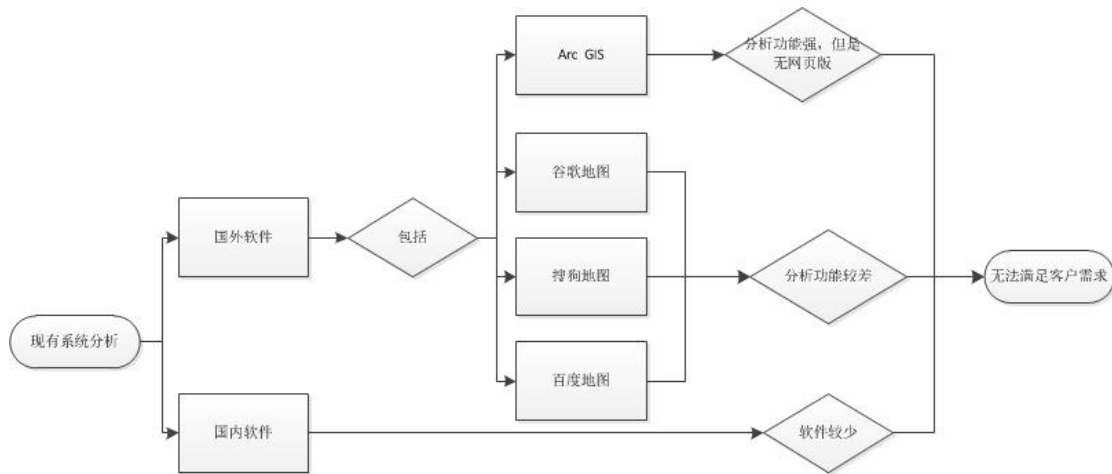 Arc GIS
分析功能强，但是
无网页版
谷歌地图
国外软件
包括
搜狗地图
分析功能较差
无法满足客户需求
现有系统分析
百度地图
国内软件
软件较少